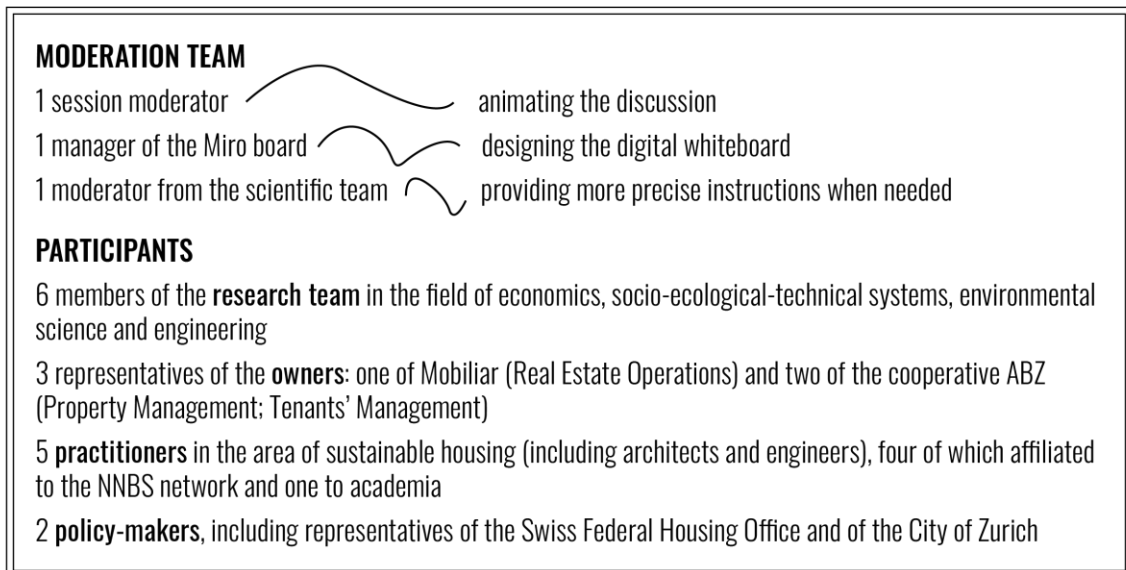 MODERATION TEAM
1 session moderator animating the discussion
1 manager of the Miro board designing the digital whiteboard
1 moderator from the scientific team providing more precise instructions when needed
PARTICIPANTS
6 members of the research team in the field of economics, socio-ecological-technical systems, environmental
science and engineering
3 representatives of the owners: one of Mobiliar (Real Estate Operations) and two of the cooperative ABZ
(Property Management; Tenants' Management)
5 practitioners in the area of sustainable housing (including architects and engineers), four of which affiliated
to the NNBS network and one to academia
2 policy-makers, including representatives of the Swiss Federal Housing Office and of the City of Zurich